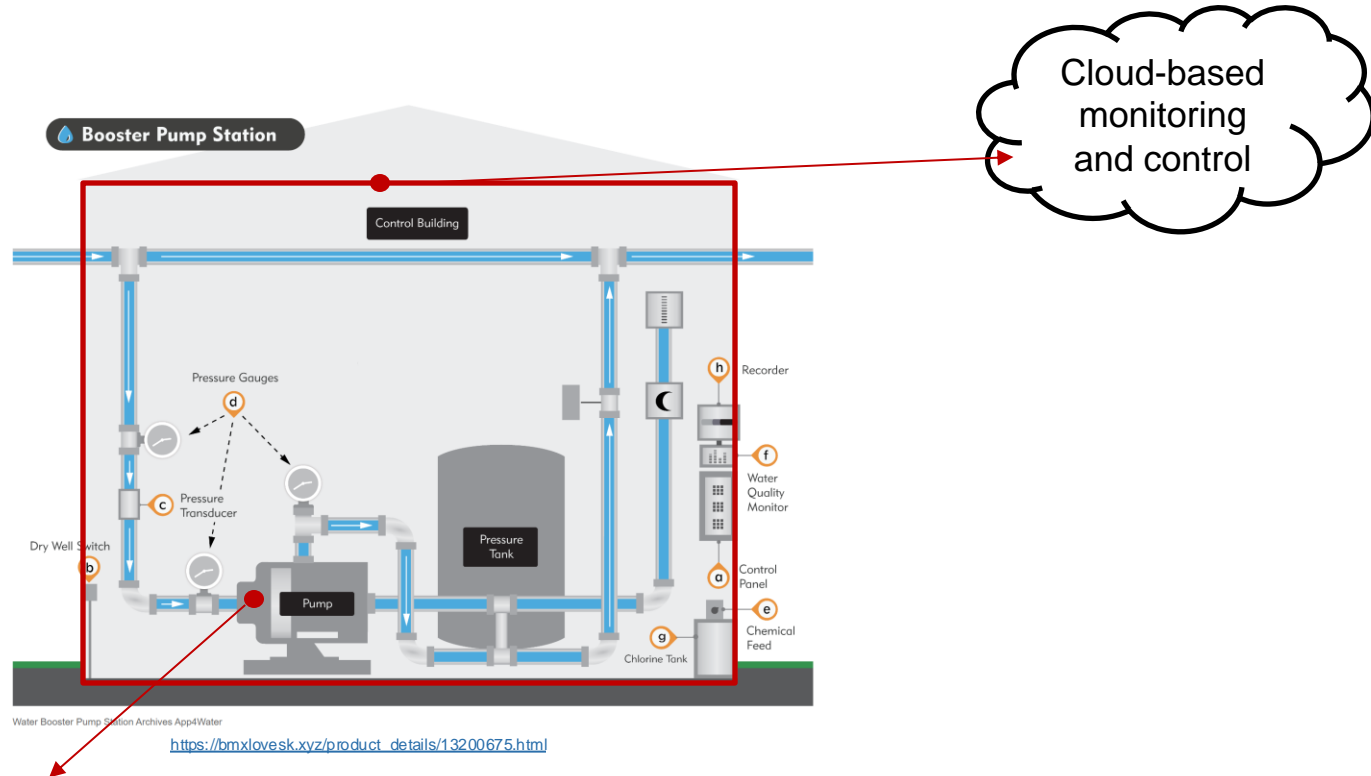 Cloud-based
monitoring
and control
Booster Pump Station
Control Building
Pressure Gauges
d
h Recorder
f
Water
Quality
Monitor
c Pressure
Transducer
Dry Well Switch
b
Pressure
Tank
a Control
Panel
Pump
e
Chemical
Feed
g
Chlorine Tank
Water Booster Pump Station Archives App4Water
https://bmxlovesk.xyz/product_details/13200675.html